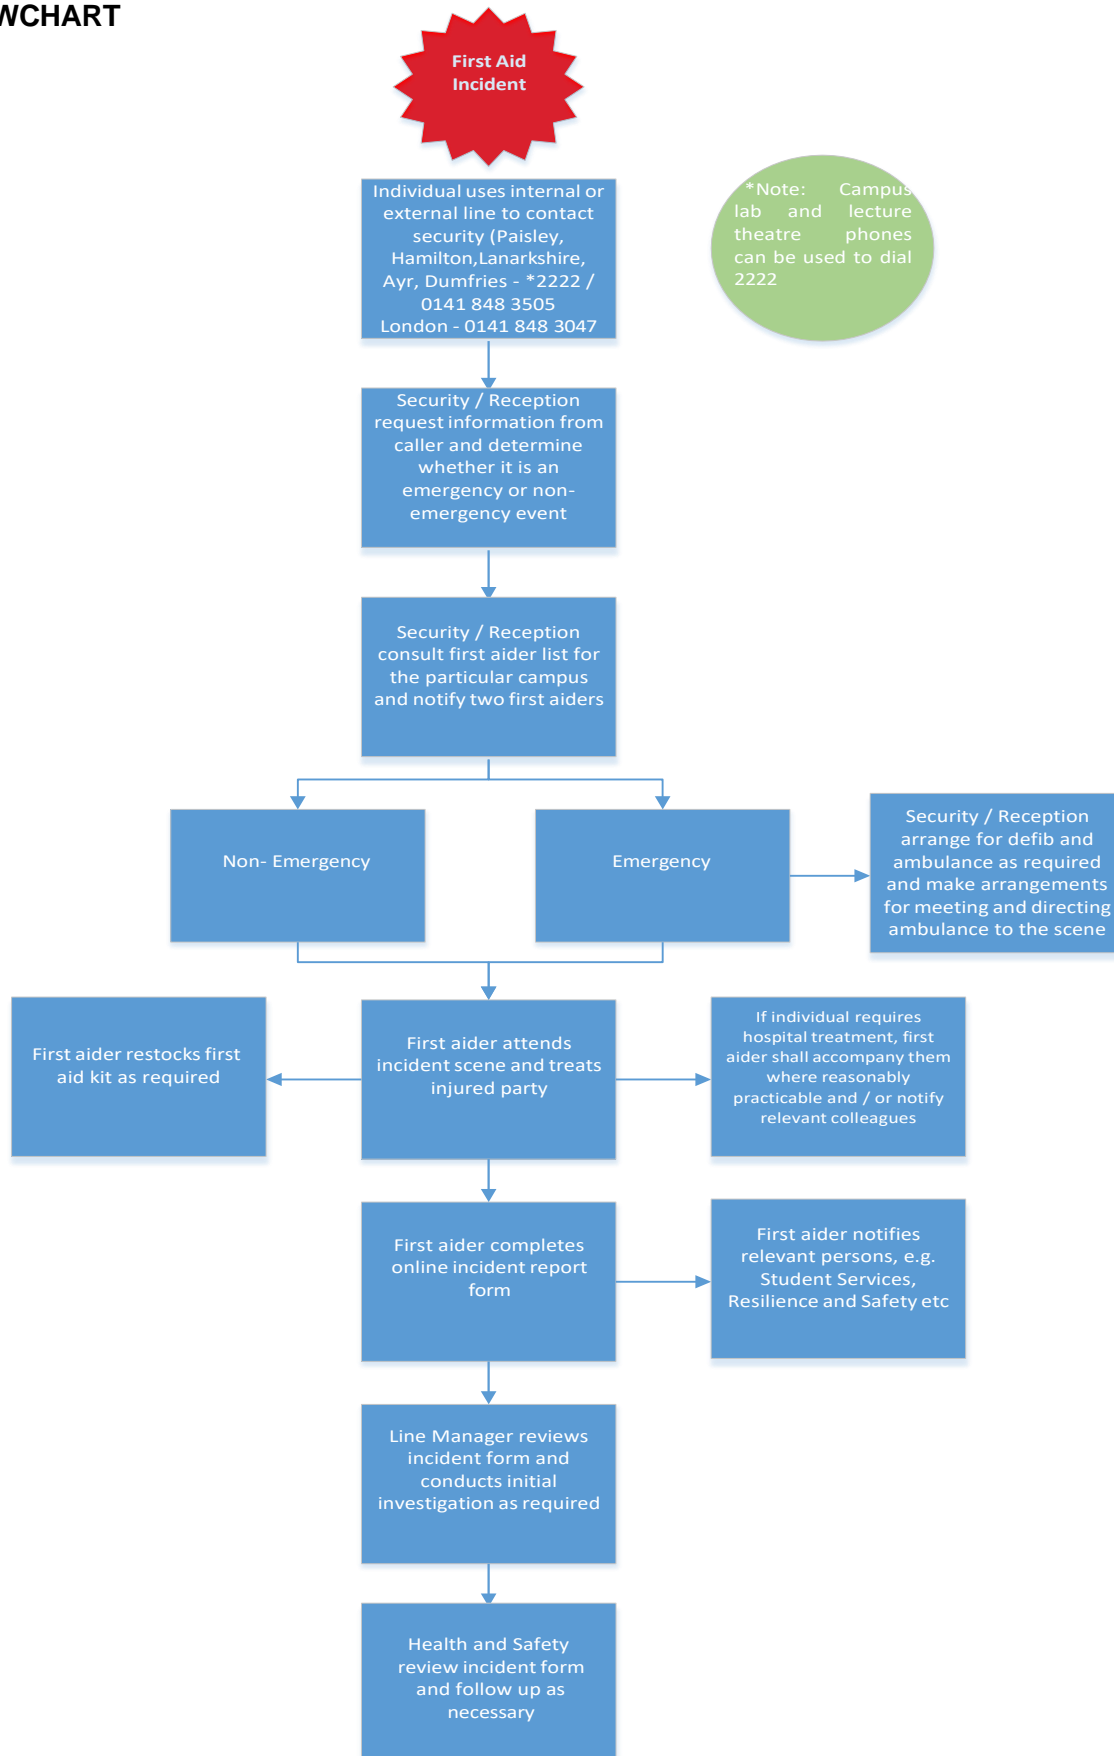 WCHART
First Aid
Incident
Individual uses internal or
external line to contact
security (Paisley,
Hamilton,Lanarkshire,
Ayr, Dumfries - *2222 /
0141 848 3505
London - 0141 848 3047
*Note: Campus
lab and lecture
theatre phones
can be used to dial
2222
Security / Reception
request information from
caller and determine
whether it is an
emergency or non-
emergency event
Security / Reception
consult first aider list for
the particular campus
and notify two first aiders
Non- Emergency
Emergency
Security / Reception
arrange for defib and
ambulance as required
and make arrangements
for meeting and directing
ambulance to the scene
First aider restocks first
aid kit as required
First aider attends
incident scene and treats
injured party
If individual requires
hospital treatment, first
aider shall accompany them
where reasonably
practicable and / or notify
relevant colleagues
First aider completes
online incident report
form
First aider notifies
relevant persons, e.g.
Student Services,
Resilience and Safety etc
Line Manager reviews
incident form and
conducts initial
investigation as required
Health and Safety
review incident form
and follow up as
necessary